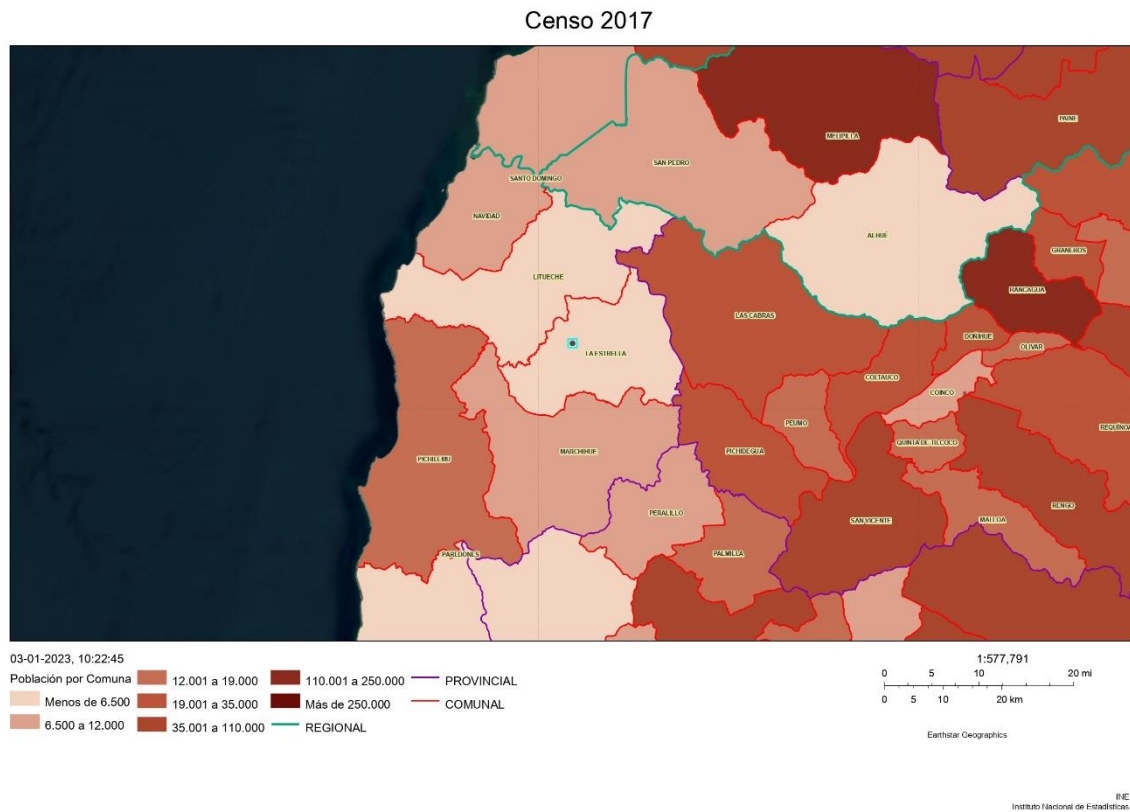 Censo 2017
MELIPILLA
PAINE
SAN PEDRO
SANTO DOMINGO
NAVIDAD
ALHUÉ
GRANEROS
LITUECHE
RANCAGUA
LAS CABRAS
DOÑIHUE
OLIVAR
LA ESTRELLA
COLTAUCO
COINCO
PEUMO
REQUÍNOA
QUINTA DE TILCOCO
MARCHIHUE
PICHIDEGUA
PICHILEMU
RENGO
PERALILLO
SAN VICENTE
MALLOA
PAREDONES
PALMILLA
03-01-2023, 10:22:45
Población por Comuna
Menos de 6.500
6.500 a 12.000
12.001 a 19.000
19.001 a 35.000
35.001 a 110.000
110.001 a 250.000
Más de 250.000
REGIONAL
PROVINCIAL
COMUNAL
1:577,791
0 5 10 20 mi
0 5 10 20 km
Earthstar Geographics
INE
Instituto Nacional de Estadísticas